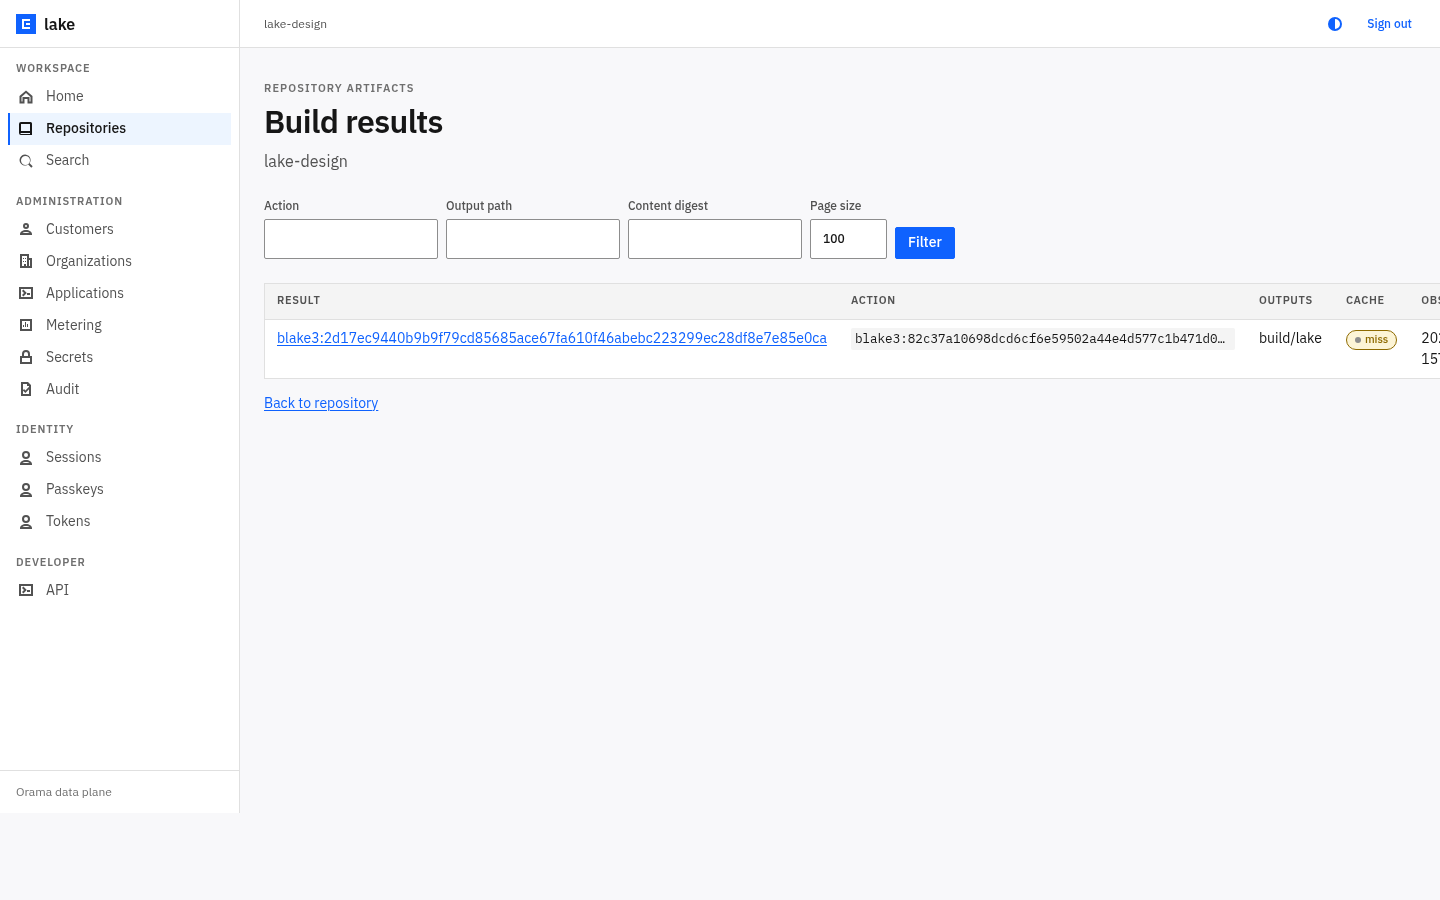 lake
lake-design
Sign out
WORKSPACE
Home
Repositories
Search
ADMINISTRATION
Customers
Organizations
Applications
Metering
Secrets
Audit
IDENTITY
Sessions
Passkeys
Tokens
DEVELOPER
API
Orama data plane
REPOSITORY ARTIFACTS
Build results
lake-design
Action Output path Content digest Page size
100 Filter
RESULT ACTION OUTPUTS CACHE
blake3:2d17ec9440b9b9f79cd85685ace67fa610f46abebc223299ec28df8e7e85e0ca blake3:82c37a10698dcd6cf6e59502a44e4d577c1b471d0… build/lake miss
Back to repository